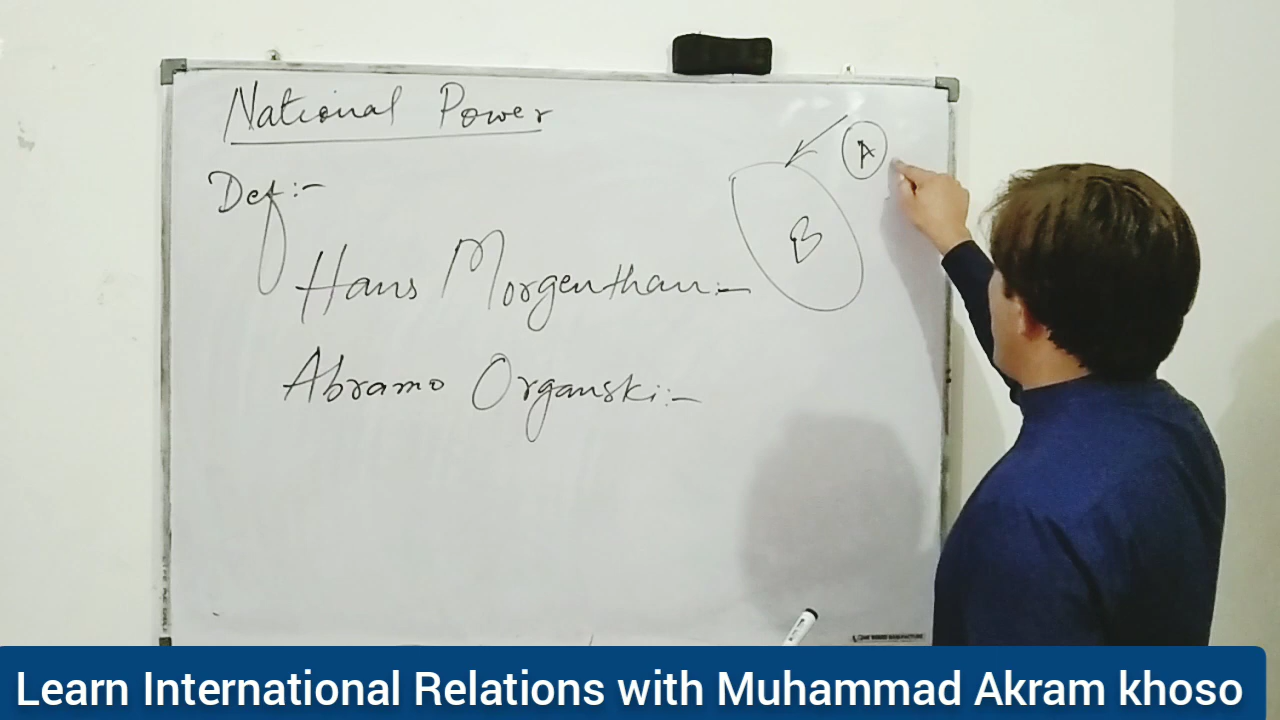 National Power
Def:-
Hans Morgenthau:-
Abramo Organski:-
A
B
Learn International Relations with Muhammad Akram khoso